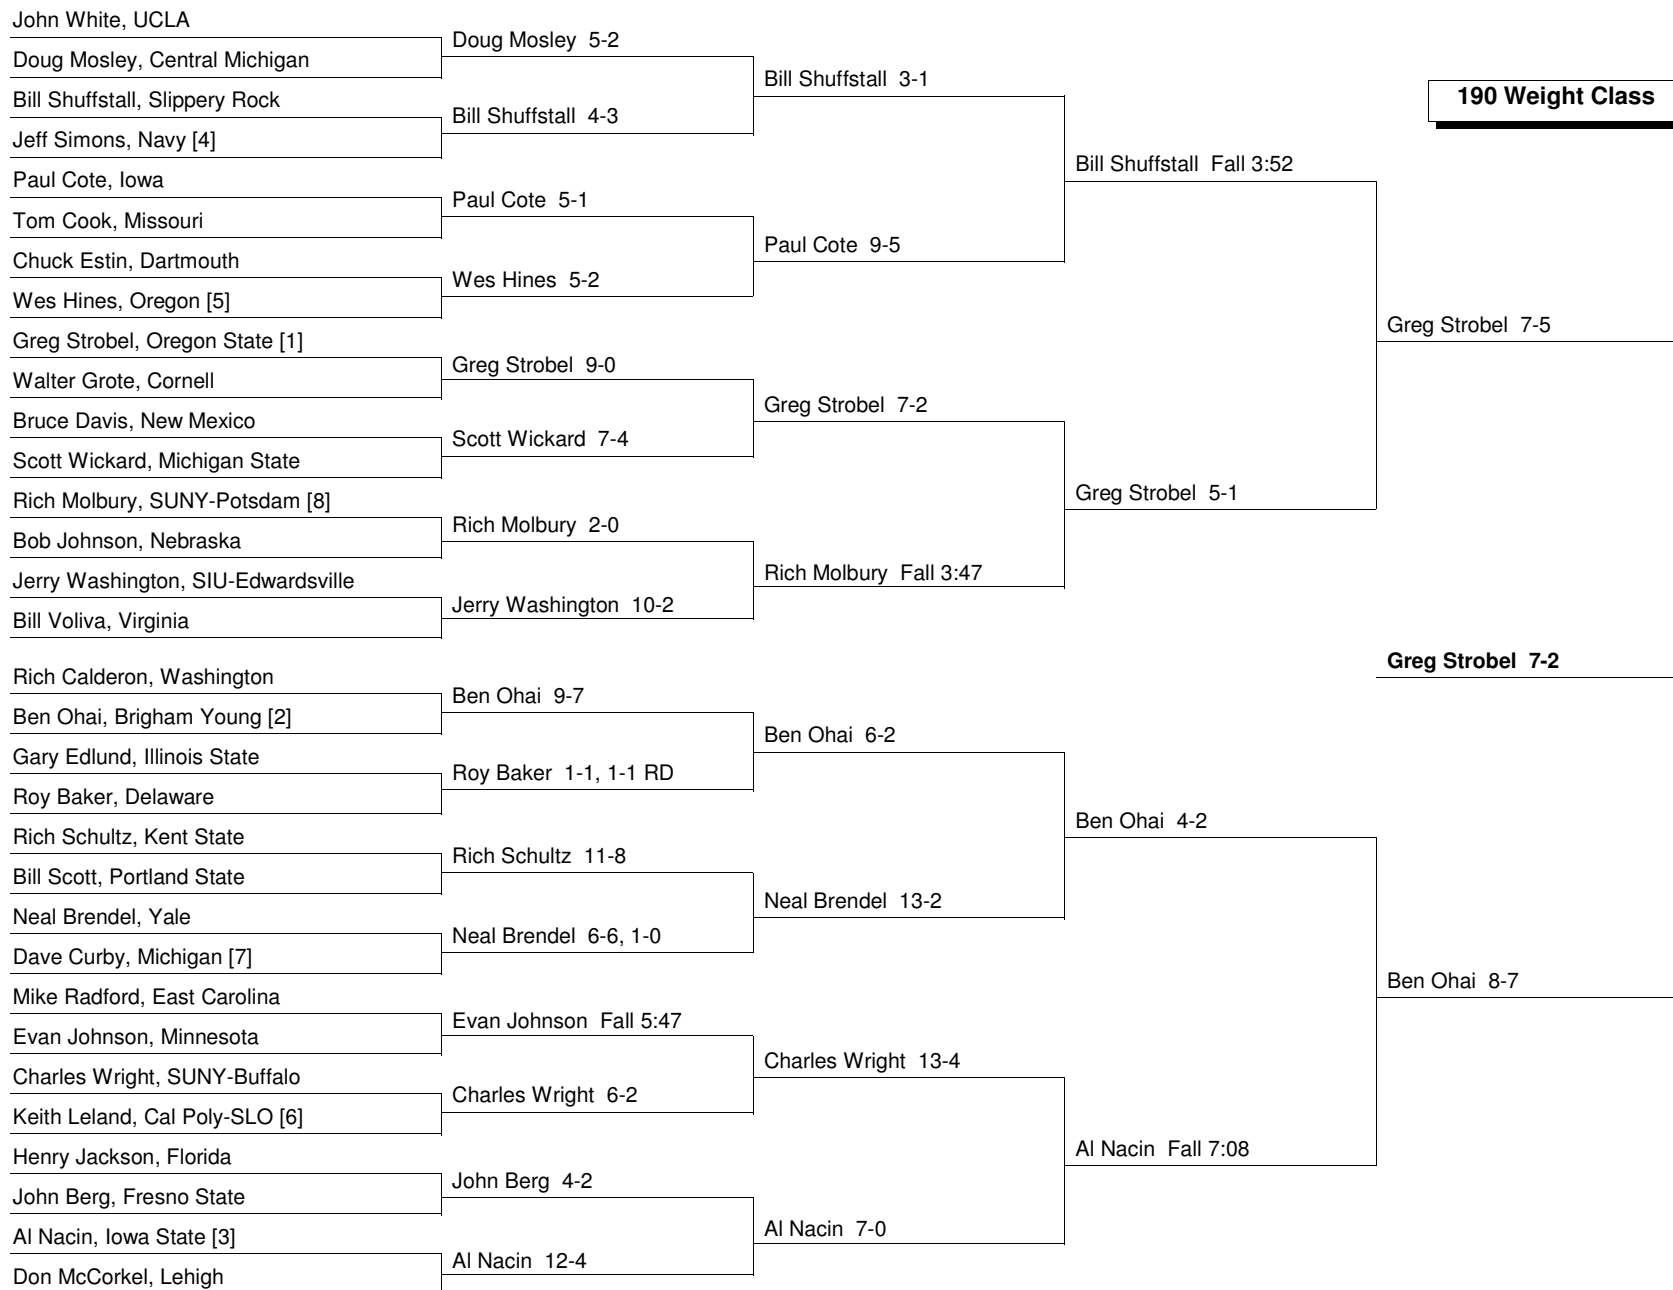 John White, UCLA
Doug Mosley, Central Michigan
Bill Shuffstall, Slippery Rock
Jeff Simons, Navy [4]
Paul Cote, Iowa
Tom Cook, Missouri
Chuck Estin, Dartmouth
Wes Hines, Oregon [5]
Greg Strobel, Oregon State [1]
Walter Grote, Cornell
Bruce Davis, New Mexico
Scott Wickard, Michigan State
Rich Molbury, SUNY-Potsdam [8]
Bob Johnson, Nebraska
Jerry Washington, SIU-Edwardsville
Bill Voliva, Virginia
Rich Calderon, Washington
Ben Ohai, Brigham Young [2]
Gary Edlund, Illinois State
Roy Baker, Delaware
Rich Schultz, Kent State
Bill Scott, Portland State
Neal Brendel, Yale
Dave Curby, Michigan [7]
Mike Radford, East Carolina
Evan Johnson, Minnesota
Charles Wright, SUNY-Buffalo
Keith Leland, Cal Poly-SLO [6]
Henry Jackson, Florida
John Berg, Fresno State
Al Nacin, Iowa State [3]
Don McCorkel, Lehigh
Doug Mosley 5-2
Bill Shuffstall 4-3
Paul Cote 5-1
Wes Hines 5-2
Greg Strobel 9-0
Scott Wickard 7-4
Rich Molbury 2-0
Jerry Washington 10-2
Ben Ohai 9-7
Roy Baker 1-1, 1-1 RD
Rich Schultz 11-8
Neal Brendel 6-6, 1-0
Evan Johnson Fall 5:47
Charles Wright 6-2
John Berg 4-2
Al Nacin 12-4
Bill Shuffstall 3-1
Paul Cote 9-5
Greg Strobel 7-2
Rich Molbury Fall 3:47
Ben Ohai 6-2
Neal Brendel 13-2
Charles Wright 13-4
Al Nacin 7-0
Bill Shuffstall Fall 3:52
Greg Strobel 5-1
Ben Ohai 4-2
Al Nacin Fall 7:08
190 Weight Class
Greg Strobel 7-5
Greg Strobel 7-2
Ben Ohai 8-7